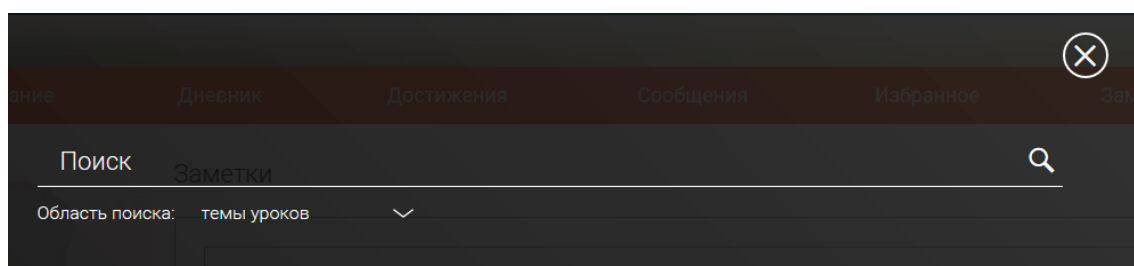 ание Дневник Достижения Сообщения Избранное Зам
Поиск
Заметки
Область поиска: темы уроков